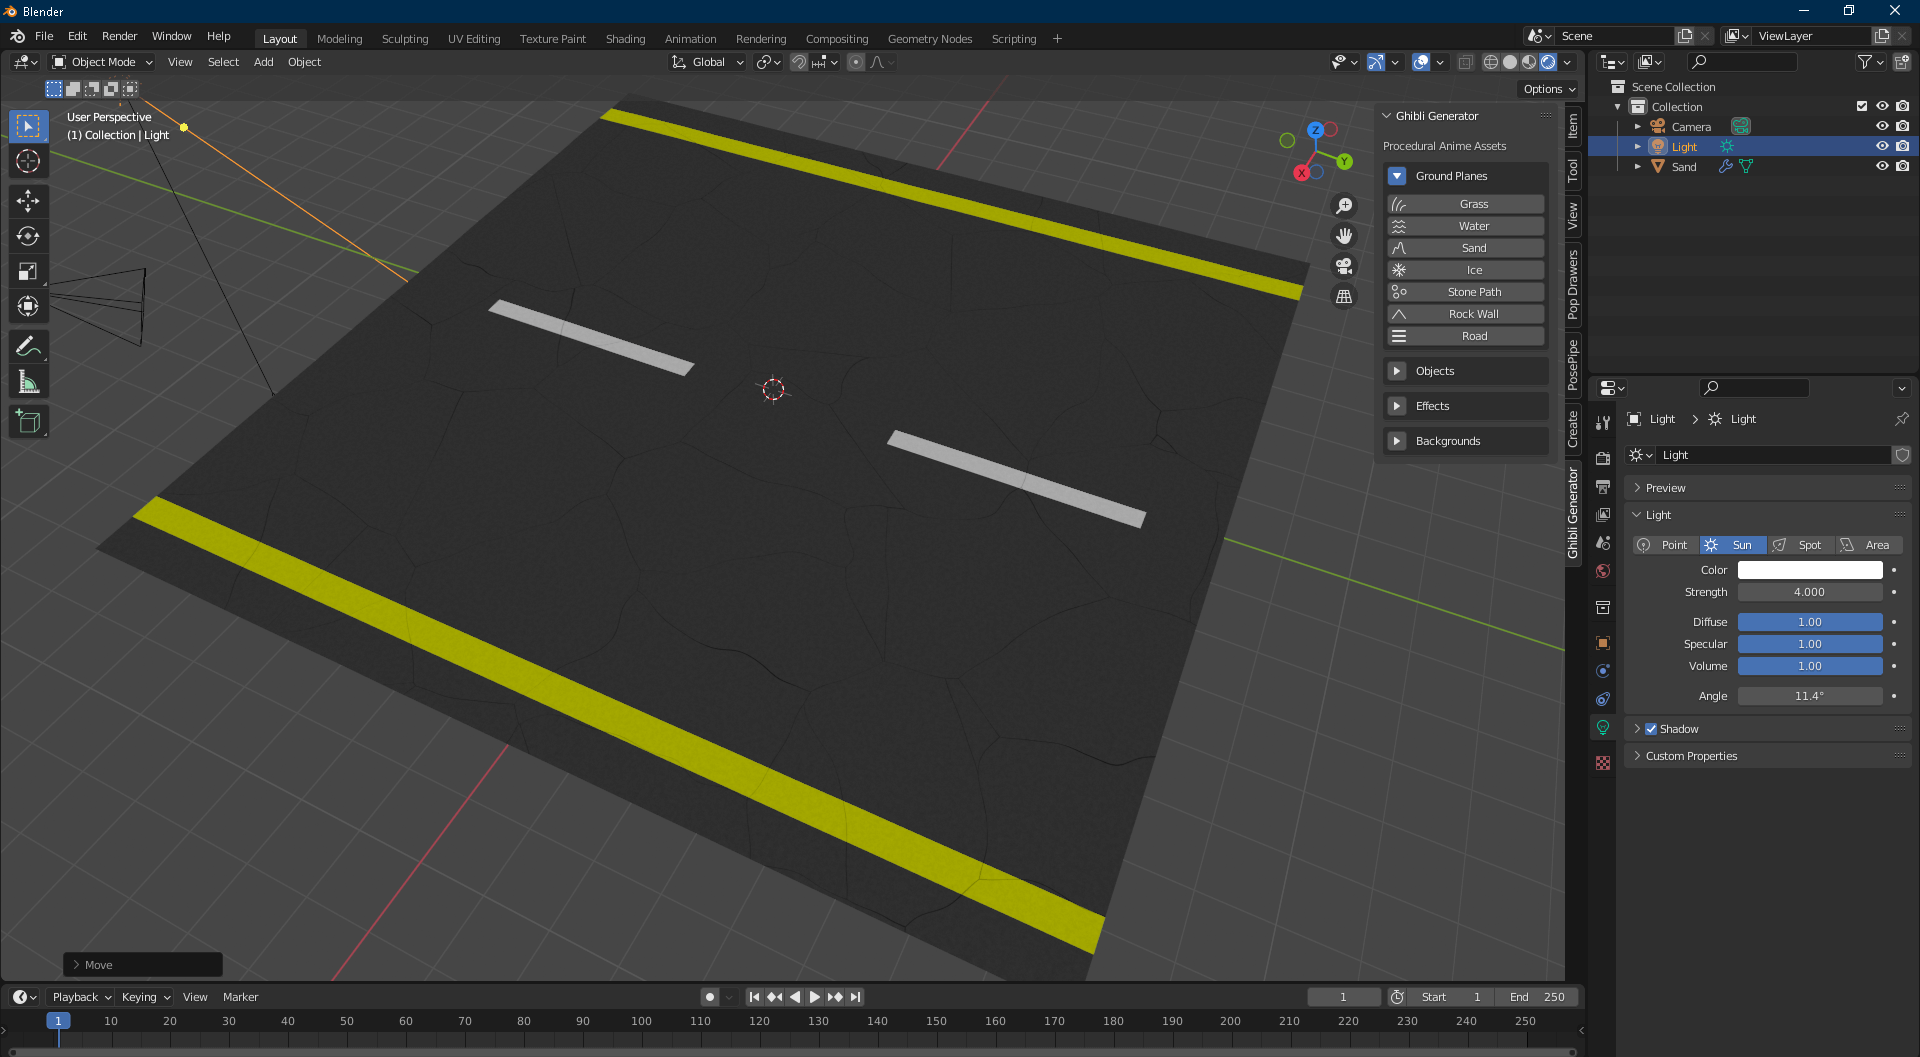 Blender
File Edit Render Window Help
Layout Modeling Sculpting UV Editing Texture Paint Shading Animation Rendering Compositing Geometry Nodes Scripting +
Scene
ViewLayer
Object Mode View Select Add Object
Global
Options
User Perspective
(1) Collection | Light
Z
Y
X
Ghibli Generator
Procedural Anime Assets
Ground Planes
Grass
Water
Sand
Ice
Stone Path
Rock Wall
Road
Objects
Effects
Backgrounds
Item
Tool
View
Pop Drawers
PosePipe
Create
Ghibli Generator
Scene Collection
Collection
Camera
Light
Sand
Light > Light
Light
Preview
Light
Point Sun Spot Area
Color
Strength 4.000
Diffuse 1.00
Specular 1.00
Volume 1.00
Angle 11.4°
Shadow
Custom Properties
> Move
Playback Keying View Marker
1 Start 1 End 250
1 10 20 30 40 50 60 70 80 90 100 110 120 130 140 150 160 170 180 190 200 210 220 230 240 250